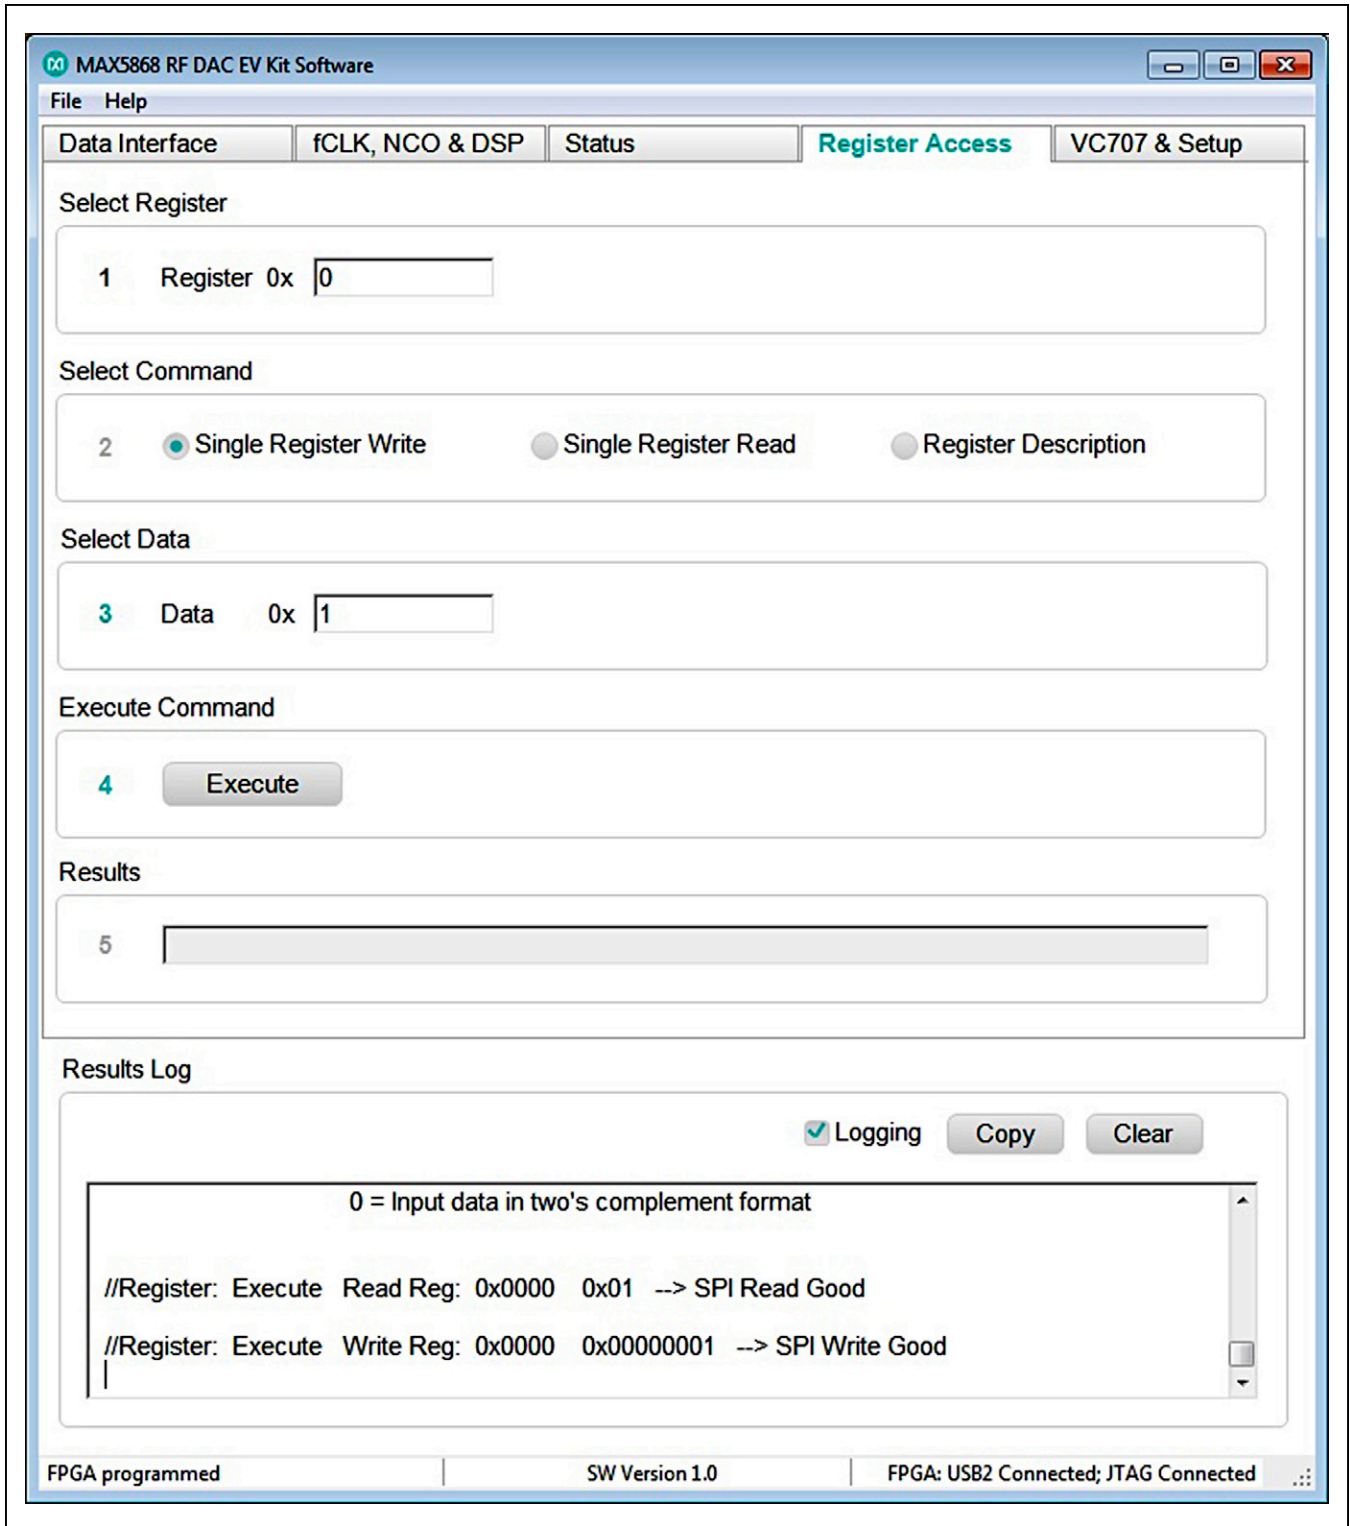 MAX5868 RF DAC EV Kit Software
File Help
Data Interface fCLK, NCO & DSP Status Register Access VC707 & Setup
Select Register
1 Register 0x 0
Select Command
2 Single Register Write Single Register Read Register Description
Select Data
3 Data 0x 1
Execute Command
4 Execute
Results
5
Results Log
Logging Copy Clear
0 = Input data in two's complement format
//Register: Execute Read Reg: 0x0000 0x01 --> SPI Read Good
//Register: Execute Write Reg: 0x0000 0x00000001 --> SPI Write Good
FPGA programmed SW Version 1.0 FPGA: USB2 Connected; JTAG Connected